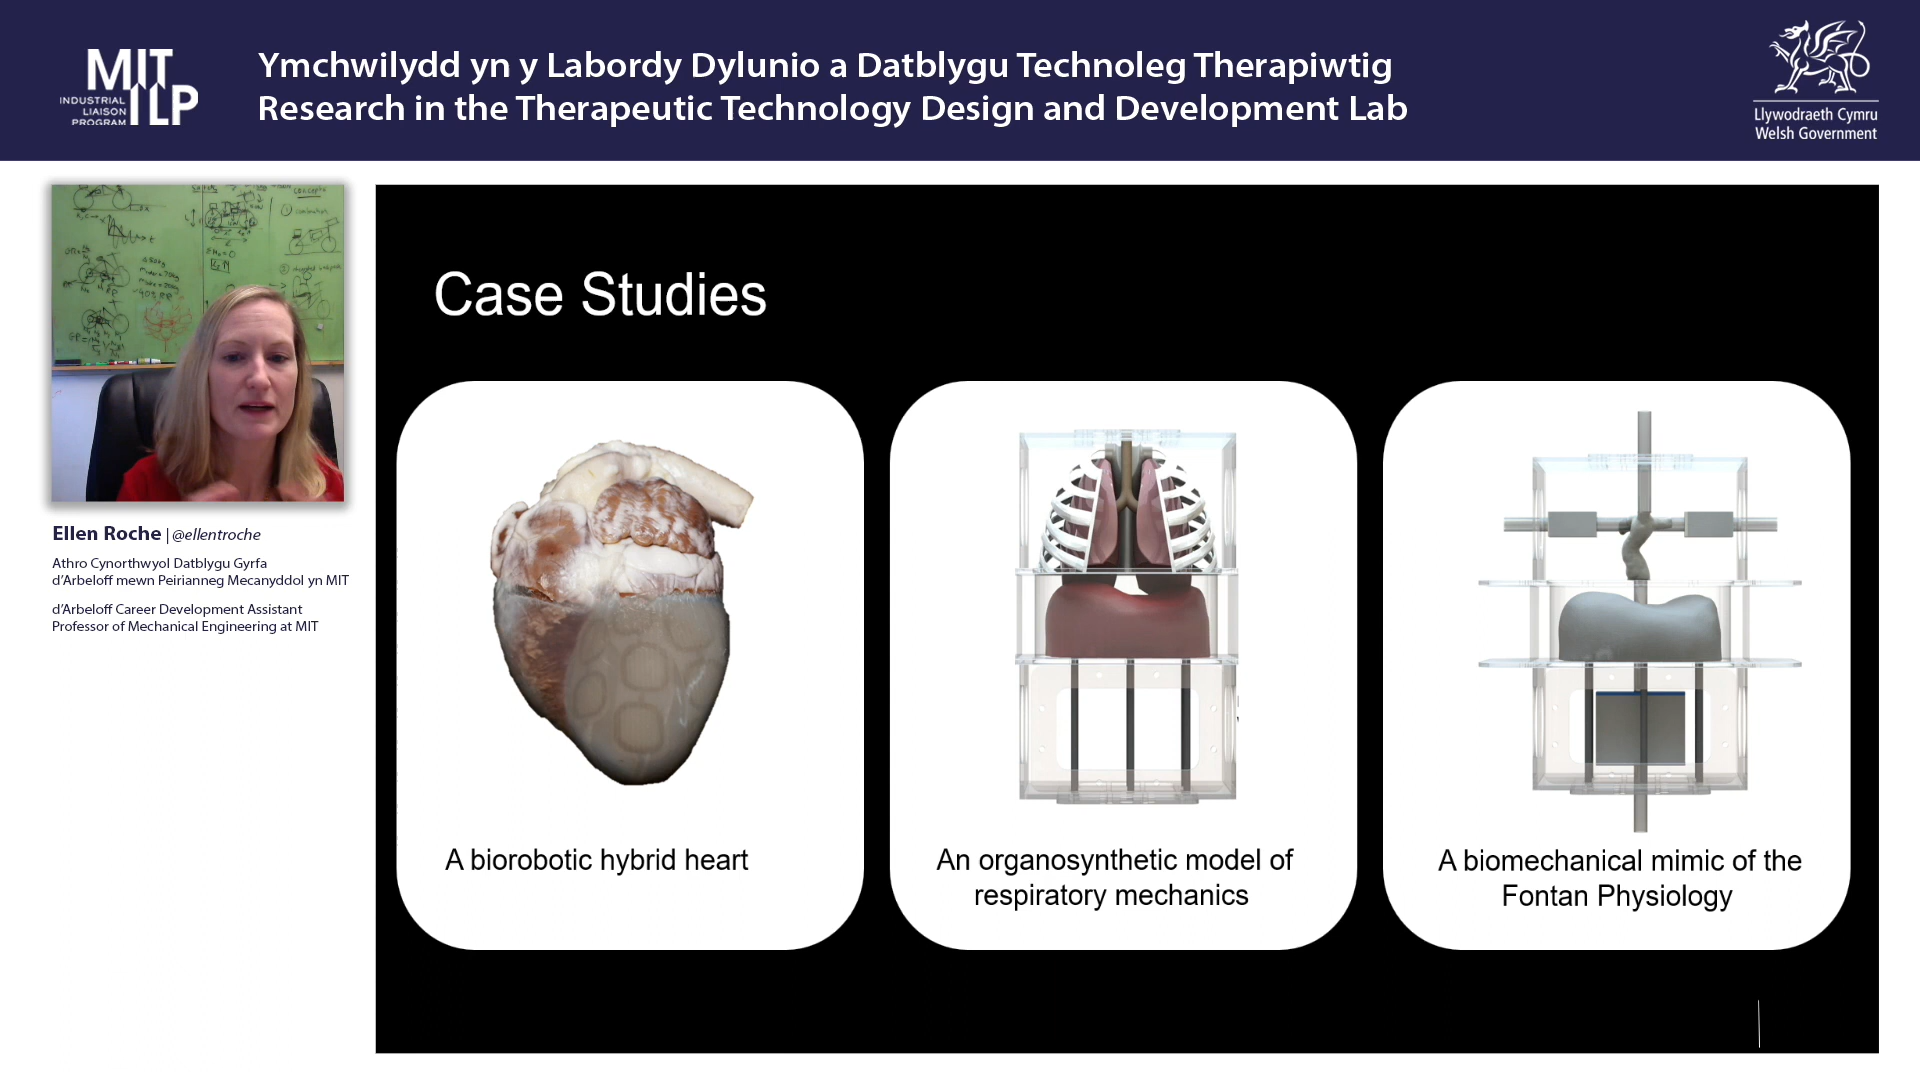 MIT
ILP
INDUSTRIAL
LIAISON
PROGRAM
Ymchwilydd yn y Labordy Dylunio a Datblygu Technoleg Therapiwtig
Research in the Therapeutic Technology Design and Development Lab
Llywodraeth Cymru
Welsh Government
Ellen Roche | @ellentroche
Athro Cynorthwyol Datblygu Gyrfa
d’Arbeloff mewn Peirianneg Mecanyddol yn MIT
d’Arbeloff Career Development Assistant
Professor of Mechanical Engineering at MIT
Case Studies
A biorobotic hybrid heart
An organosynthetic model of
respiratory mechanics
A biomechanical mimic of the
Fontan Physiology